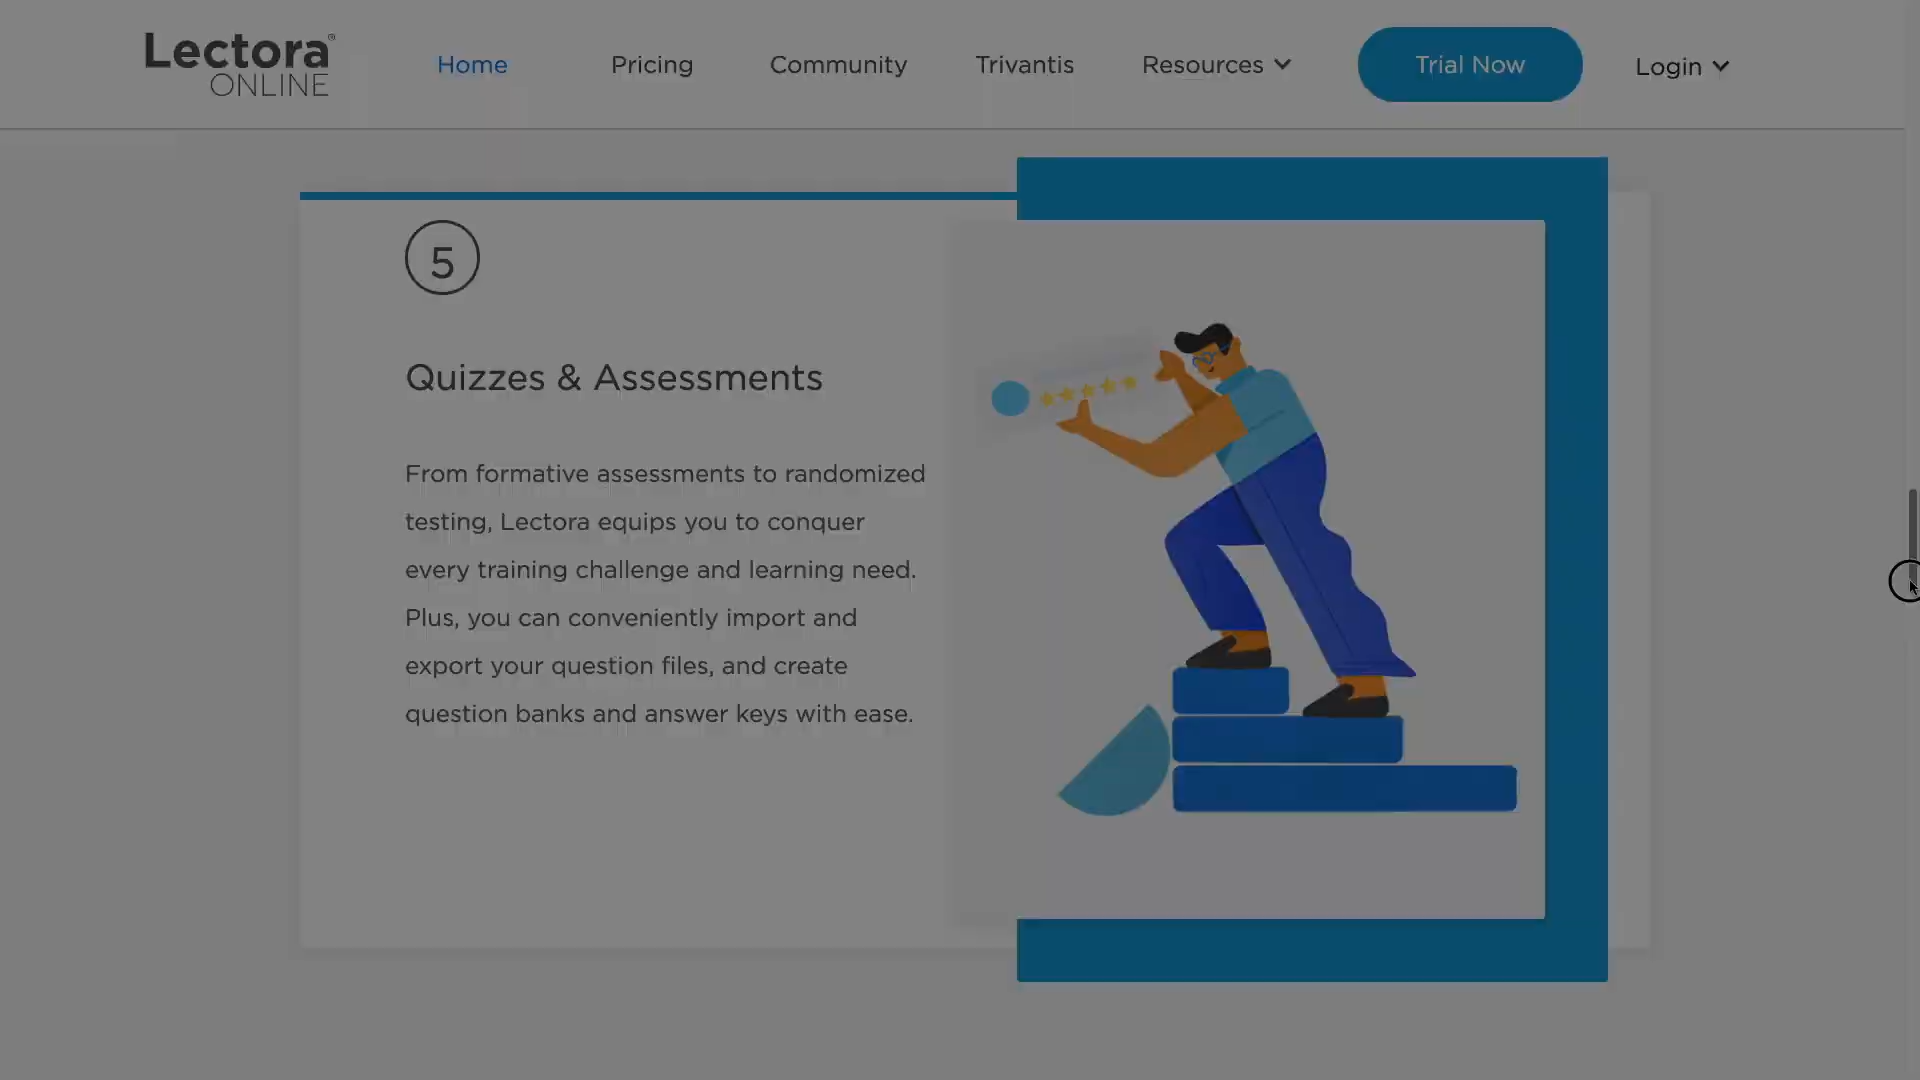 Lectora®
ONLINE
Home
Pricing
Community
Trivantis
Resources
Trial Now
Login
5
Quizzes & Assessments
From formative assessments to randomized
testing, Lectora equips you to conquer
every training challenge and learning need.
Plus, you can conveniently import and
export your question files, and create
question banks and answer keys with ease.